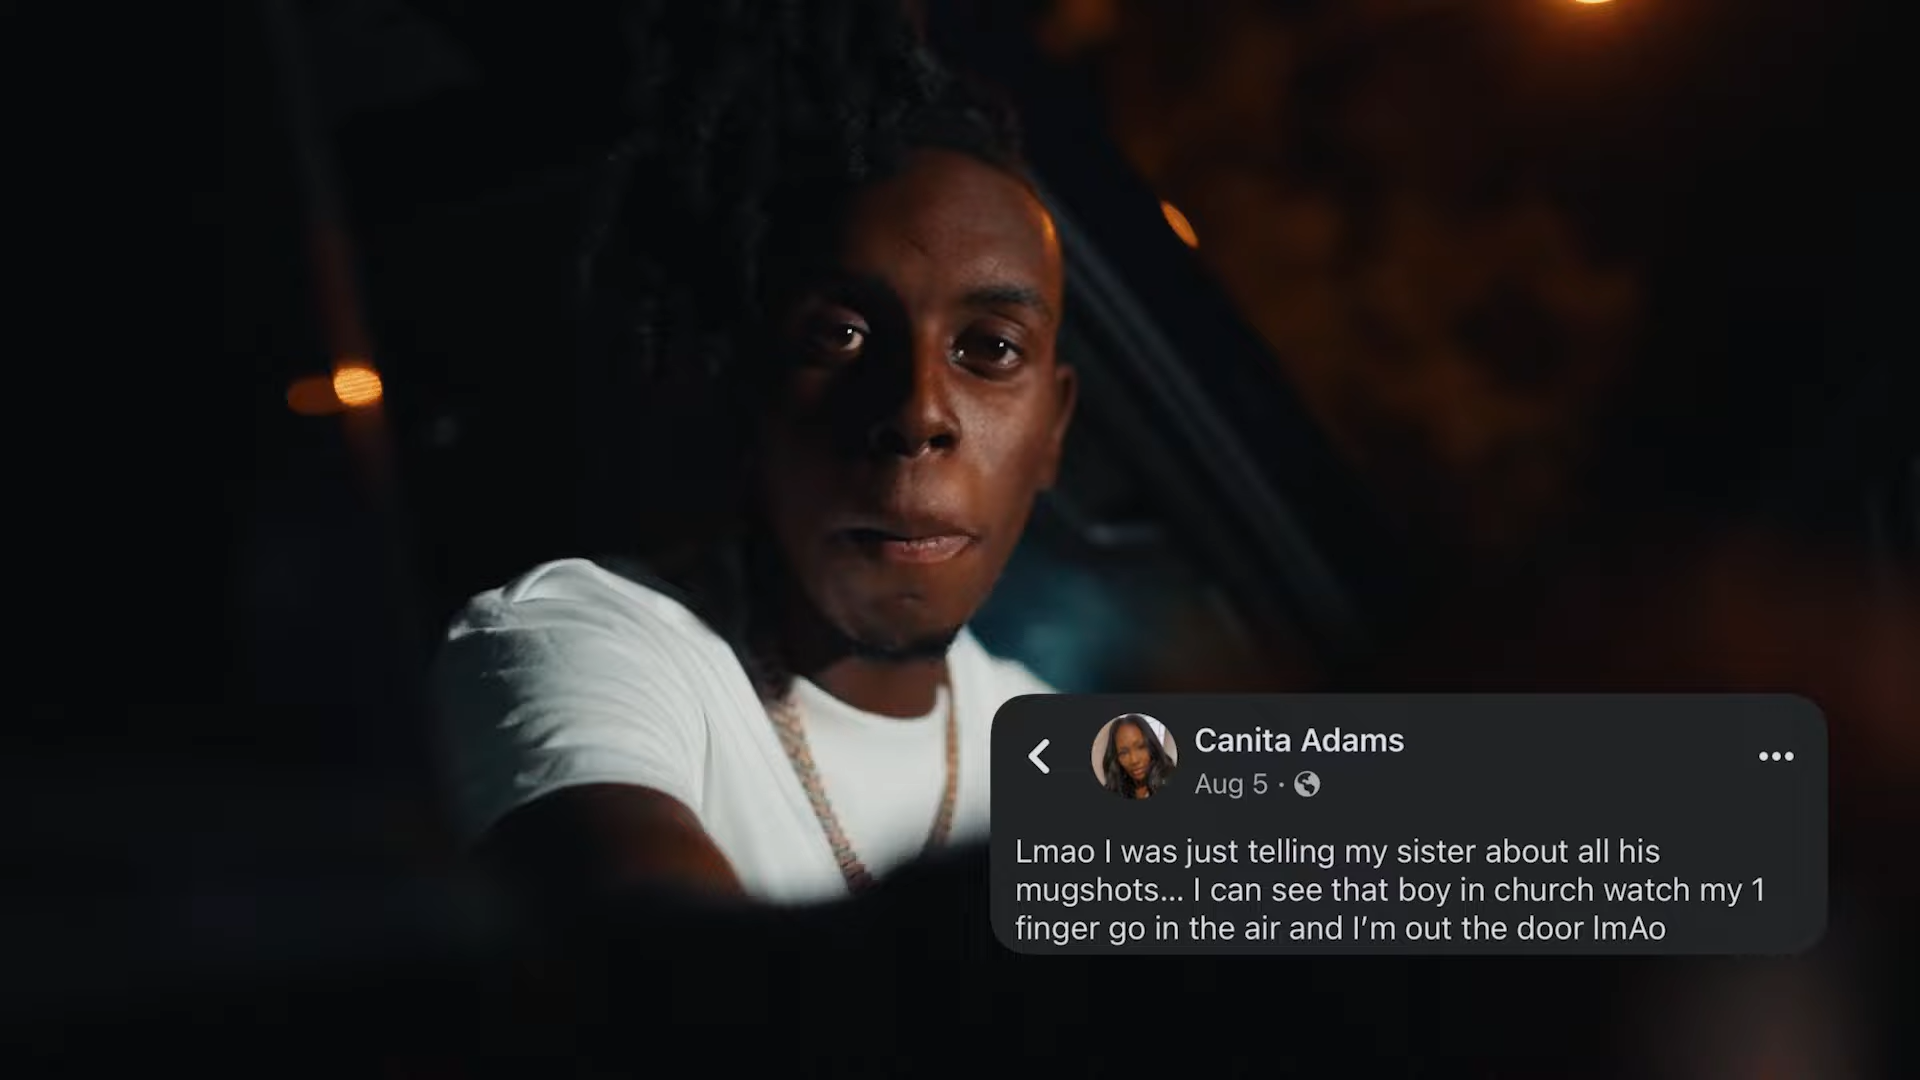 Canita Adams
Aug 5 ·
Lmao I was just telling my sister about all his
mugshots... I can see that boy in church watch my 1
finger go in the air and I’m out the door lmAo